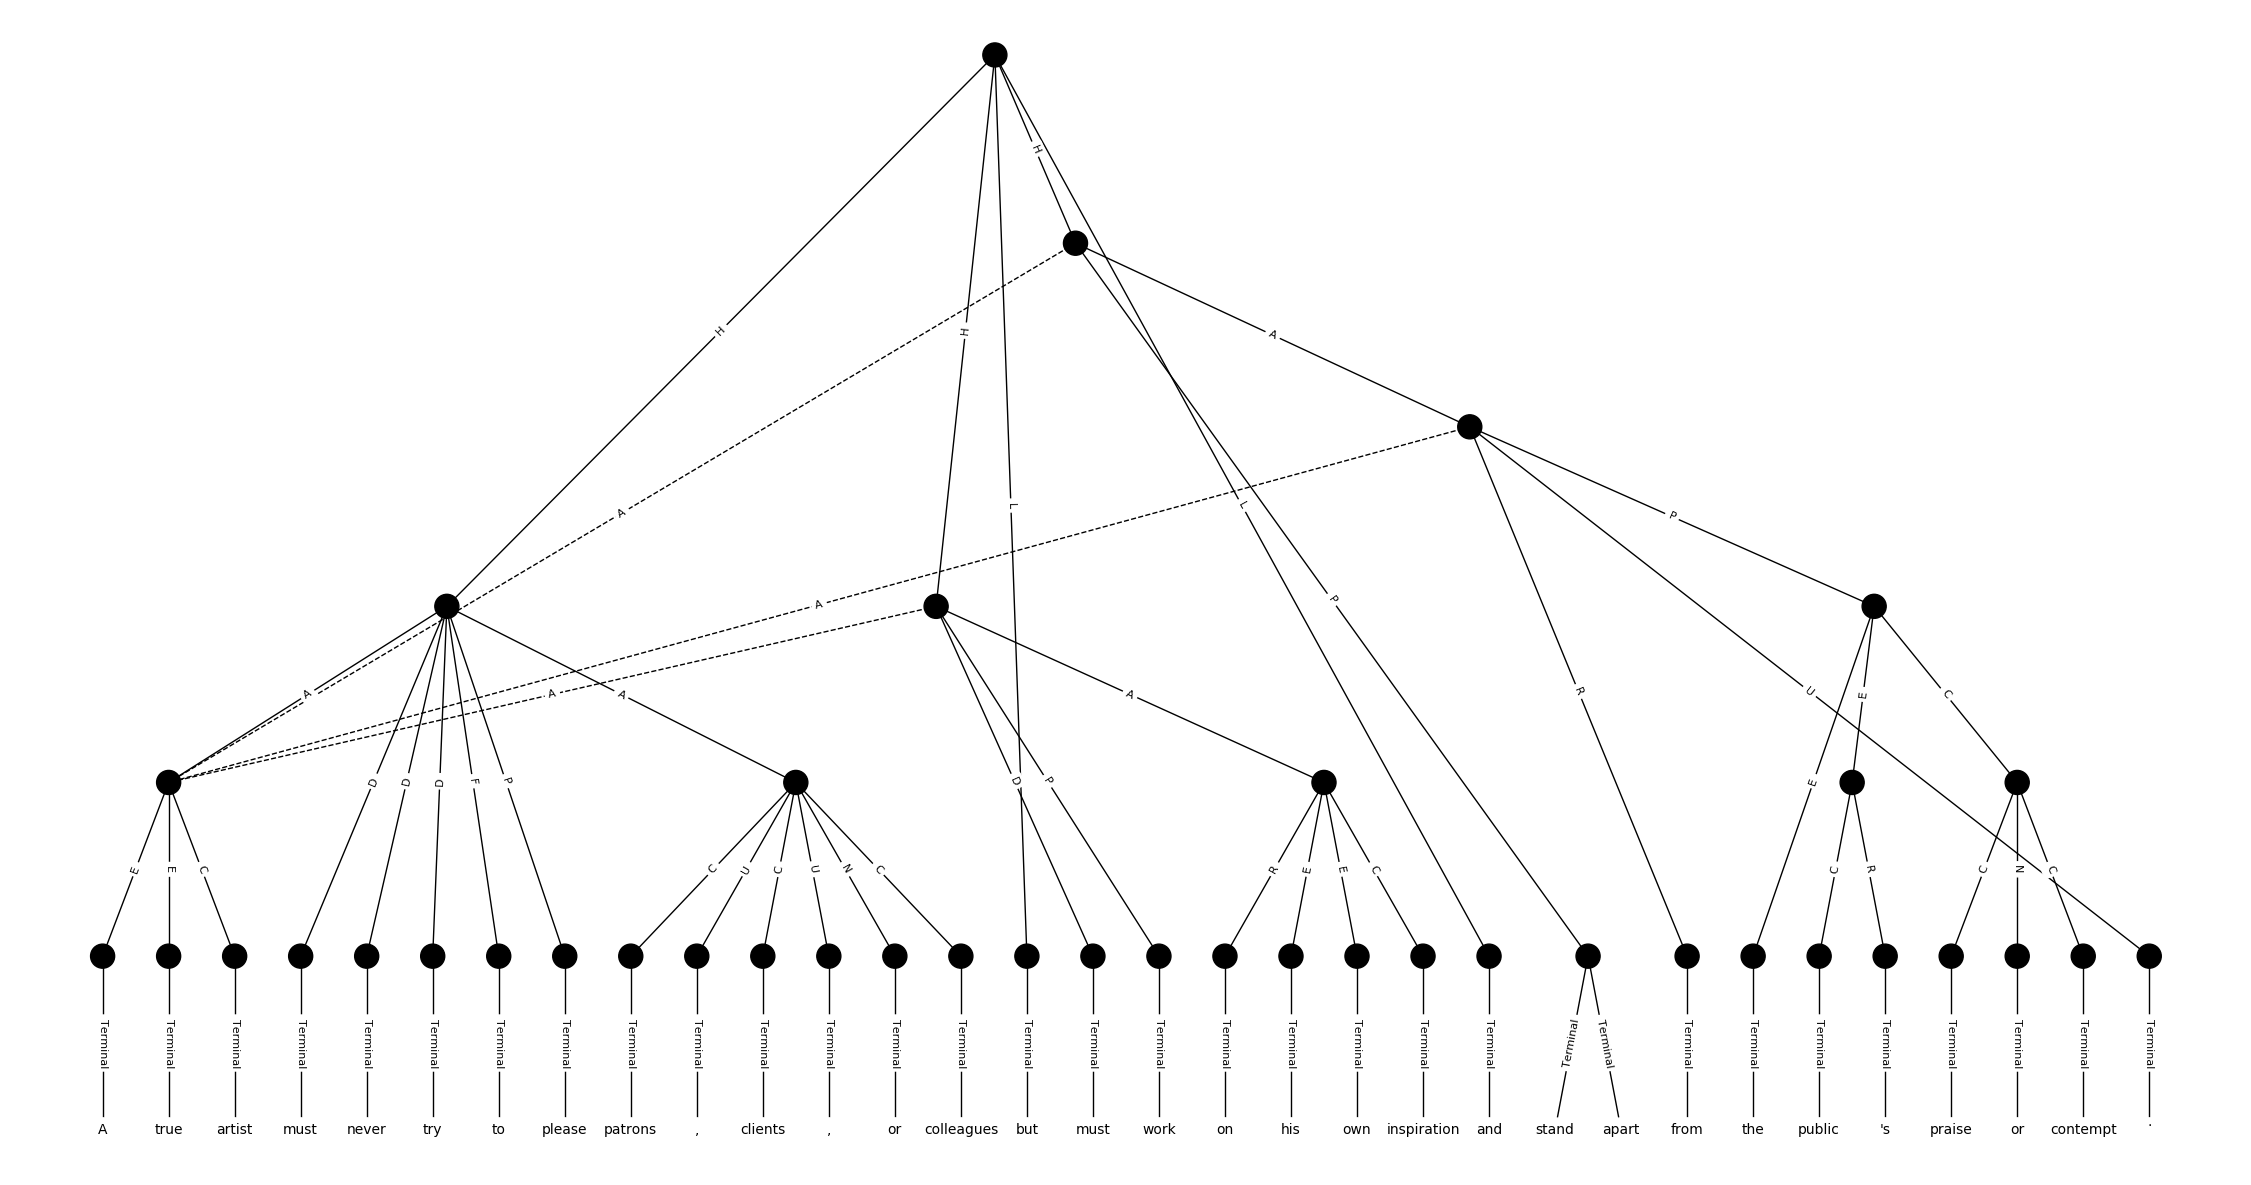 H
H
A
H
L
L
A
P
A
P
A
R
U
E
C
A
A
A
A
D
D
D
F
P
D
P
E
E
E
C
C
U
C
U
N
C
R
E
E
C
C
R
C
N
C
Terminal Terminal Terminal Terminal Terminal Terminal Terminal Terminal Terminal Terminal Terminal Terminal Terminal Terminal Terminal Terminal Terminal Terminal Terminal Terminal Terminal Terminal Terminal Terminal Terminal Terminal Terminal Terminal Terminal Terminal Terminal Terminal
A true artist must never try to please patrons , clients , or colleagues but must work on his own inspiration and stand apart from the public 's praise or contempt .